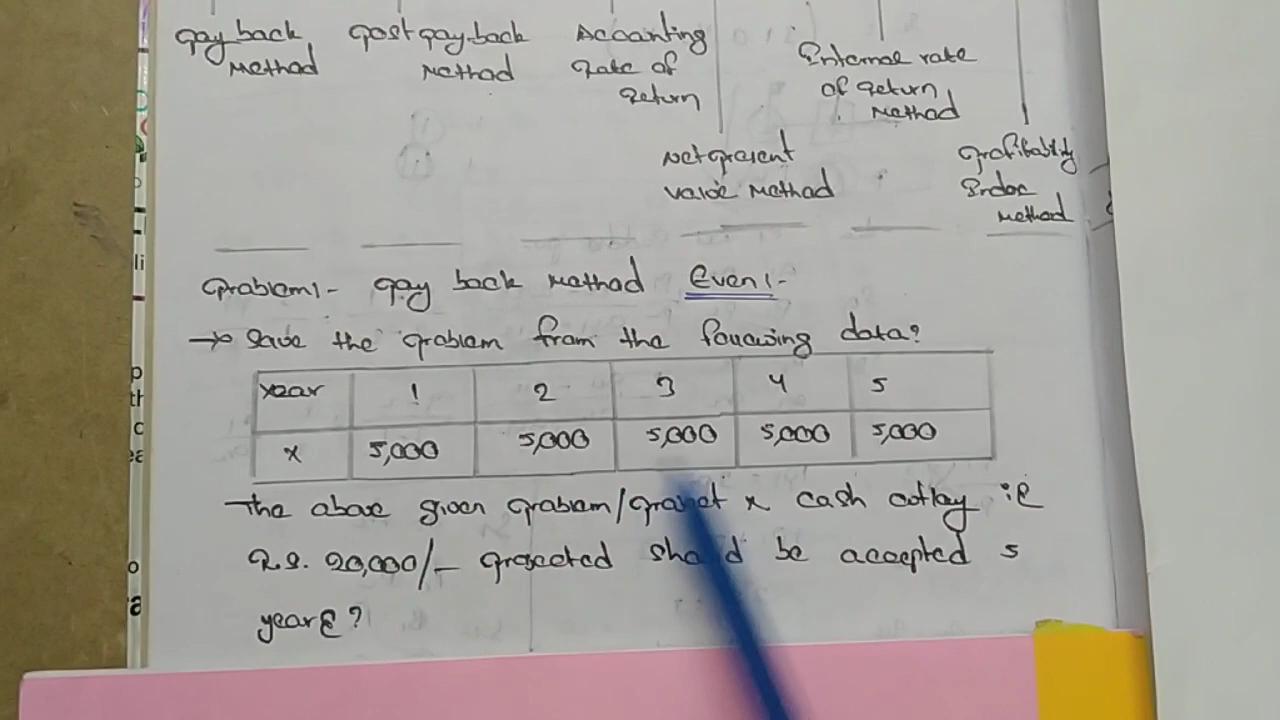 pay back Method
post pay-back Method
Accounting Rate of Return
Net present Value Method
Internal rate of Return Method
Profitability Index Method
Problem:- pay back Method Even:-
→ Solve the problem from the following data?
Year 1 2 3 4 5
x 5,000 5,000 5,000 5,000 5,000
The above given problem/project x cash outlay is
R.s. 20,000/- projected should be accepted 5
years?